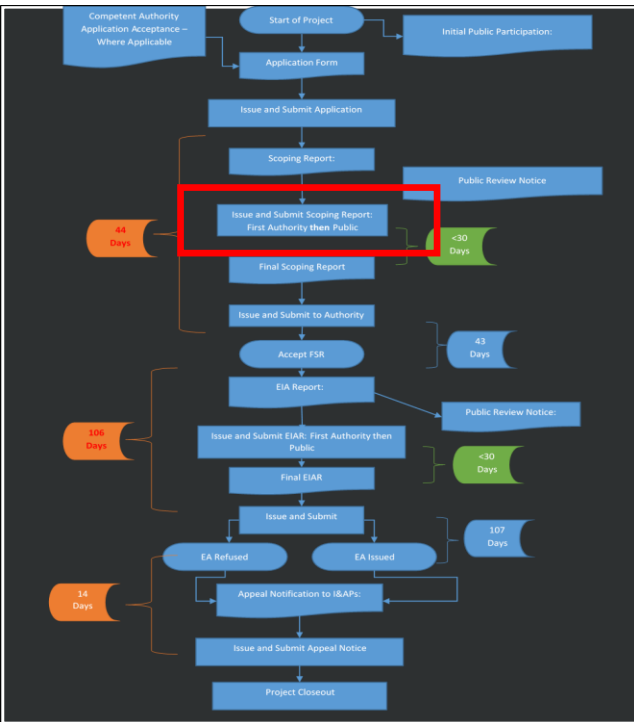 Competent Authority
Application Acceptance –
Where Applicable
Start of Project
Initial Public Participation:
Application Form
Issue and Submit Application
Scoping Report:
Public Review Notice
Issue and Submit Scoping Report:
First Authority then Public
44
Days
<30
Days
Final Scoping Report
Issue and Submit to Authority
43
Days
Accept FSR
EIA Report:
Public Review Notice:
106
Days
Issue and Submit EIAR: First Authority then
Public
<30
Days
Final EIAR
Issue and Submit
107
Days
EA Refused
EA Issued
14
Days
Appeal Notification to I&APs:
Issue and Submit Appeal Notice
Project Closeout